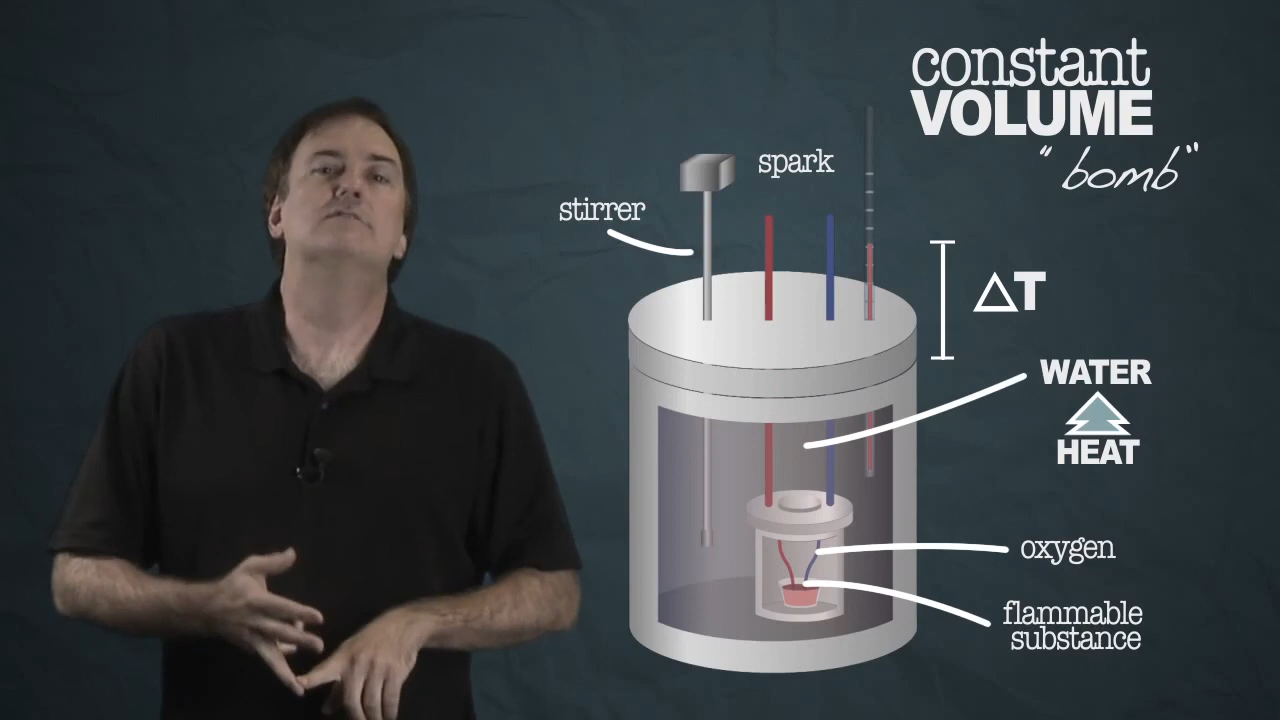 constant
VOLUME
"bomb"
spark
stirrer
ΔT
WATER
HEAT
oxygen
flammable
substance